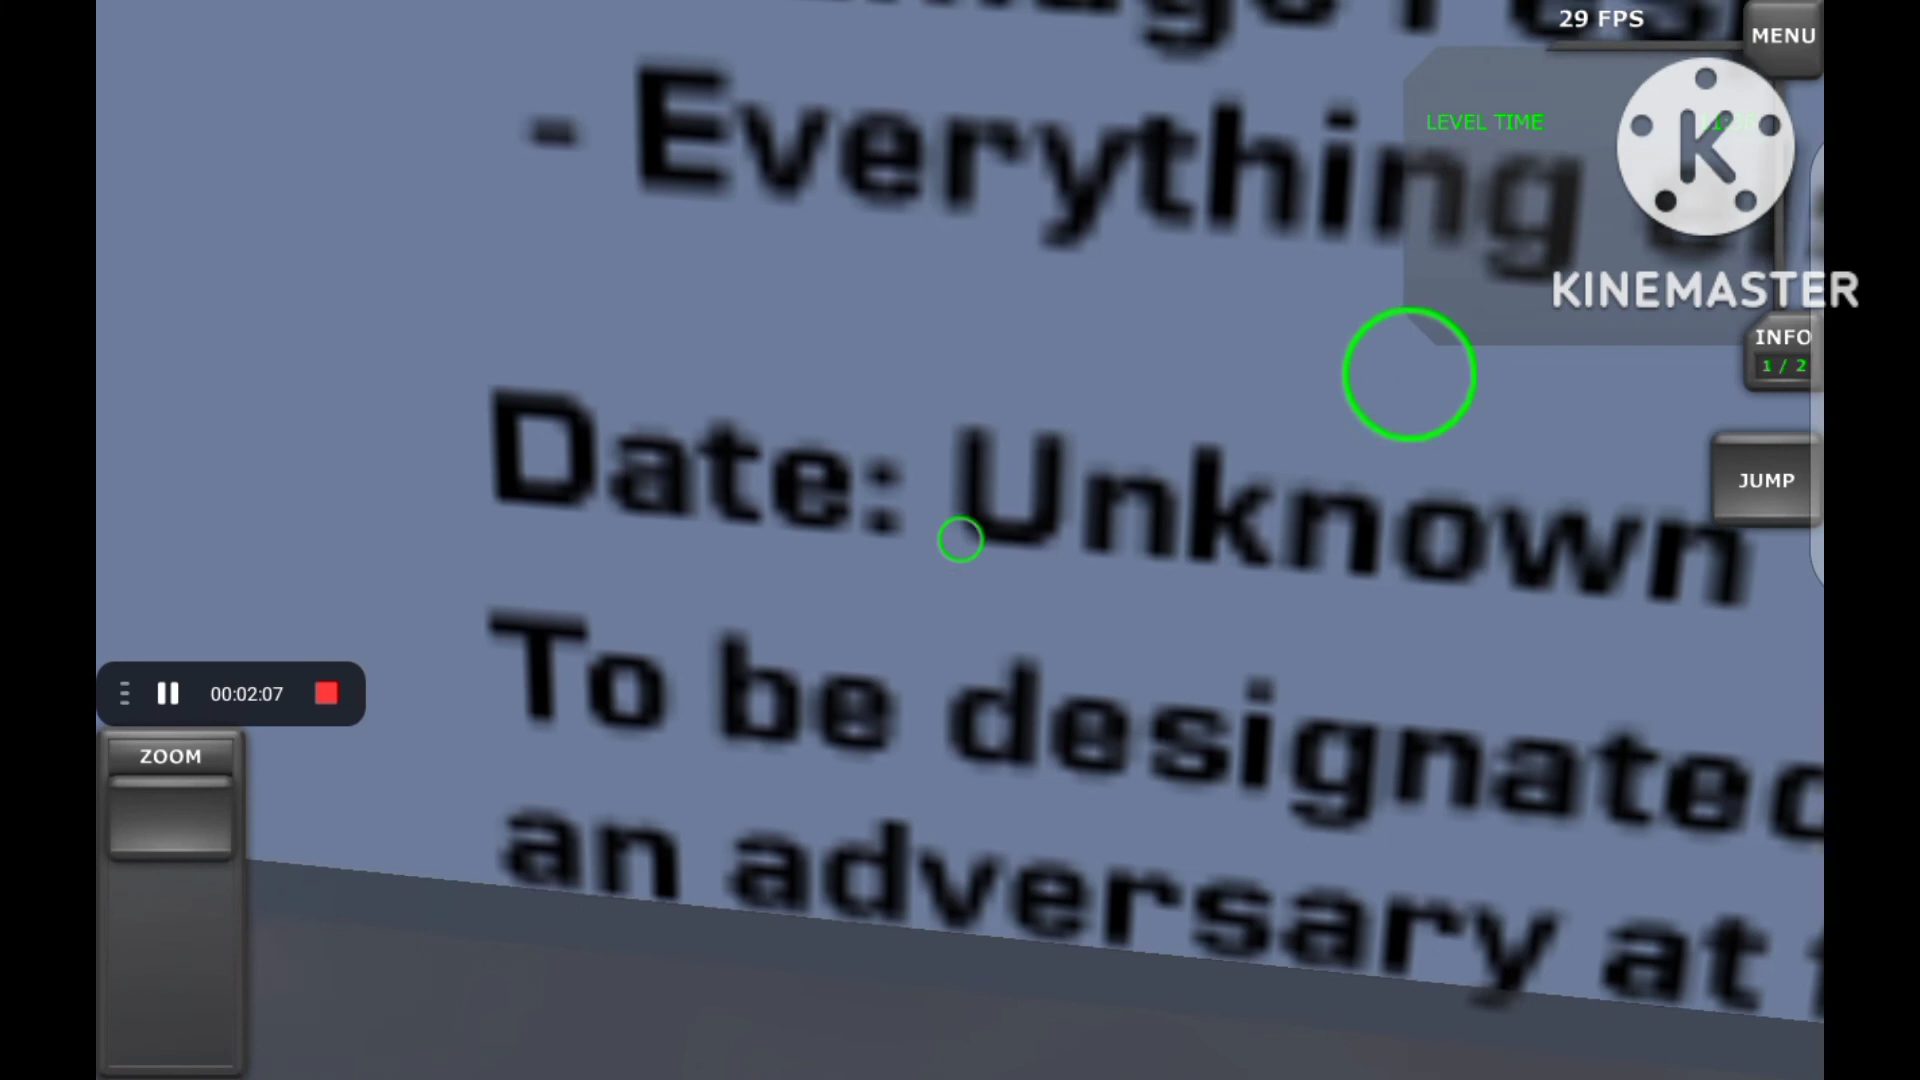 29 FPS
MENU
- Everything
LEVEL TIME
K
KINEMASTER
INFO
1 / 2
Date: Unknown
JUMP
To be designated
00:02:07
ZOOM
an adversary at